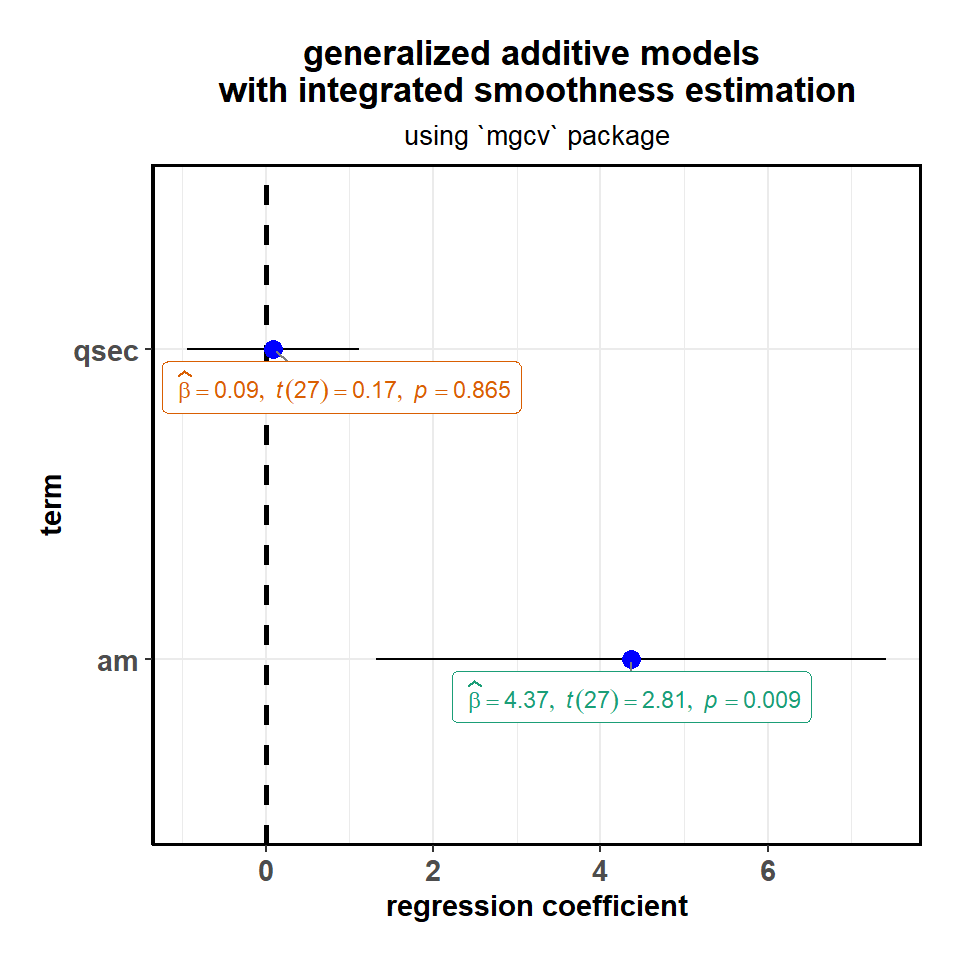 generalized additive models
with integrated smoothness estimation
using `mgcv` package
qsec
β̂ = 0.09, t(27) = 0.17, p = 0.865
term
am
β̂ = 4.37, t(27) = 2.81, p = 0.009
0 2 4 6
regression coefficient